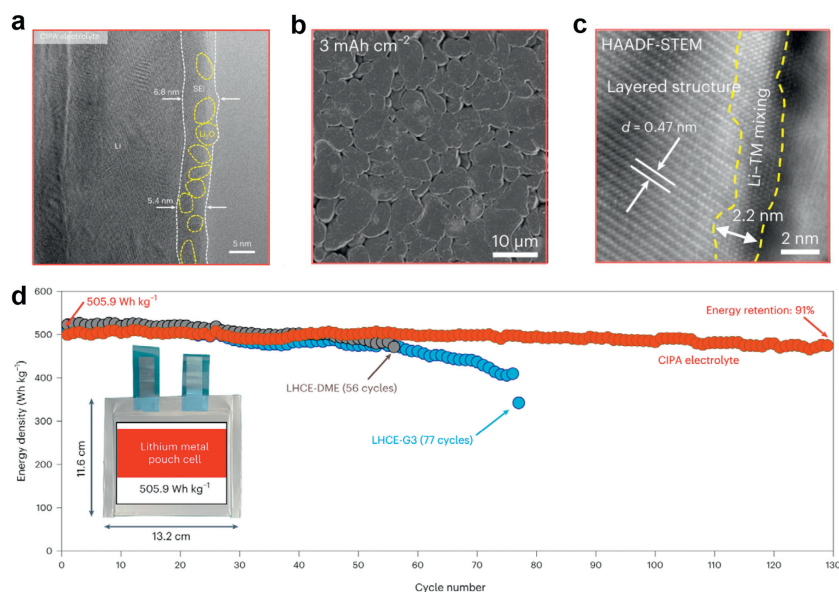 a
CIPA electrolyte
6.8 nm
SEI
Li₂O
Li
5.4 nm
5 nm
b
3 mAh cm⁻²
10 µm
c
HAADF-STEM
Layered structure
d = 0.47 nm
Li–TM mixing
2.2 nm
2 nm
d
600
500
400
300
200
100
0
Energy density (Wh kg⁻¹)
505.9 Wh kg⁻¹
Energy retention: 91%
CIPA electrolyte
LHCE-DME (56 cycles)
LHCE-G3 (77 cycles)
Lithium metal
pouch cell
505.9 Wh kg⁻¹
11.6 cm
13.2 cm
0 10 20 30 40 50 60 70 80 90 100 110 120 130
Cycle number